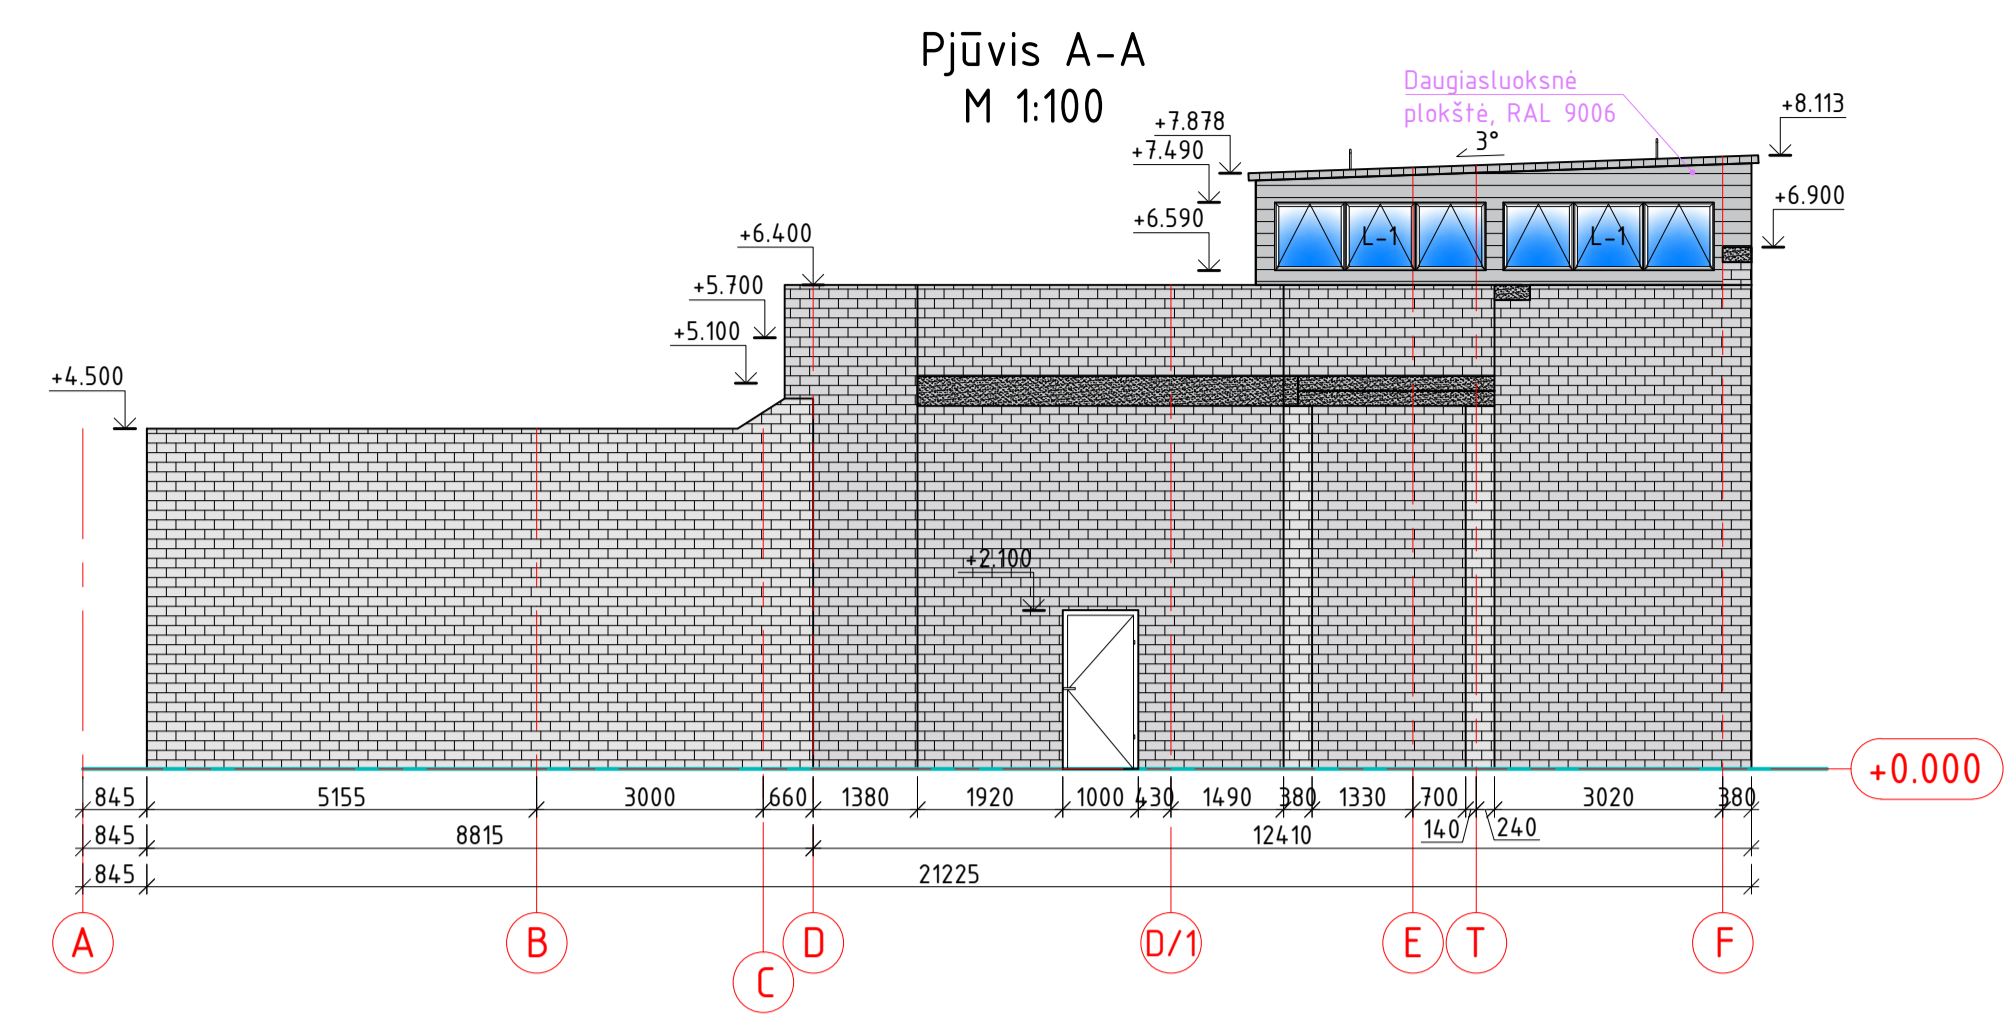 Pjūvis A-A
M 1:100
Daugiasluoksnė
plokštė, RAL 9006
+8.113
+7.878
3°
+7.490
+6.900
+6.590
+6.400
L-1 L-1
+5.700
+5.100
+4.500
+2.100
+0.000
845 5155 3000 660 1380 1920 1000 430 1490 380 1330 700 3020 380
140 240
845 8815 12410
845 21225
A B D D/1 E T F
C